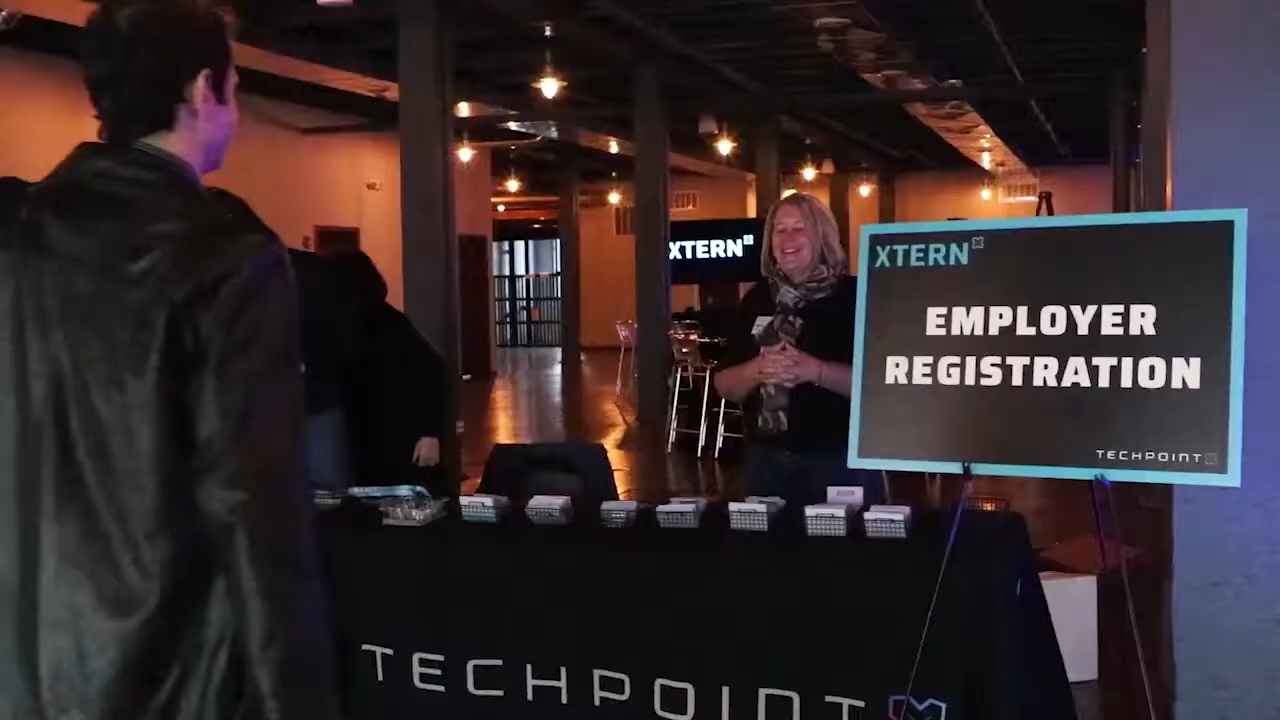 XTERN
XTERN
EMPLOYER
REGISTRATION
TECHPOINT
TECHPOINT